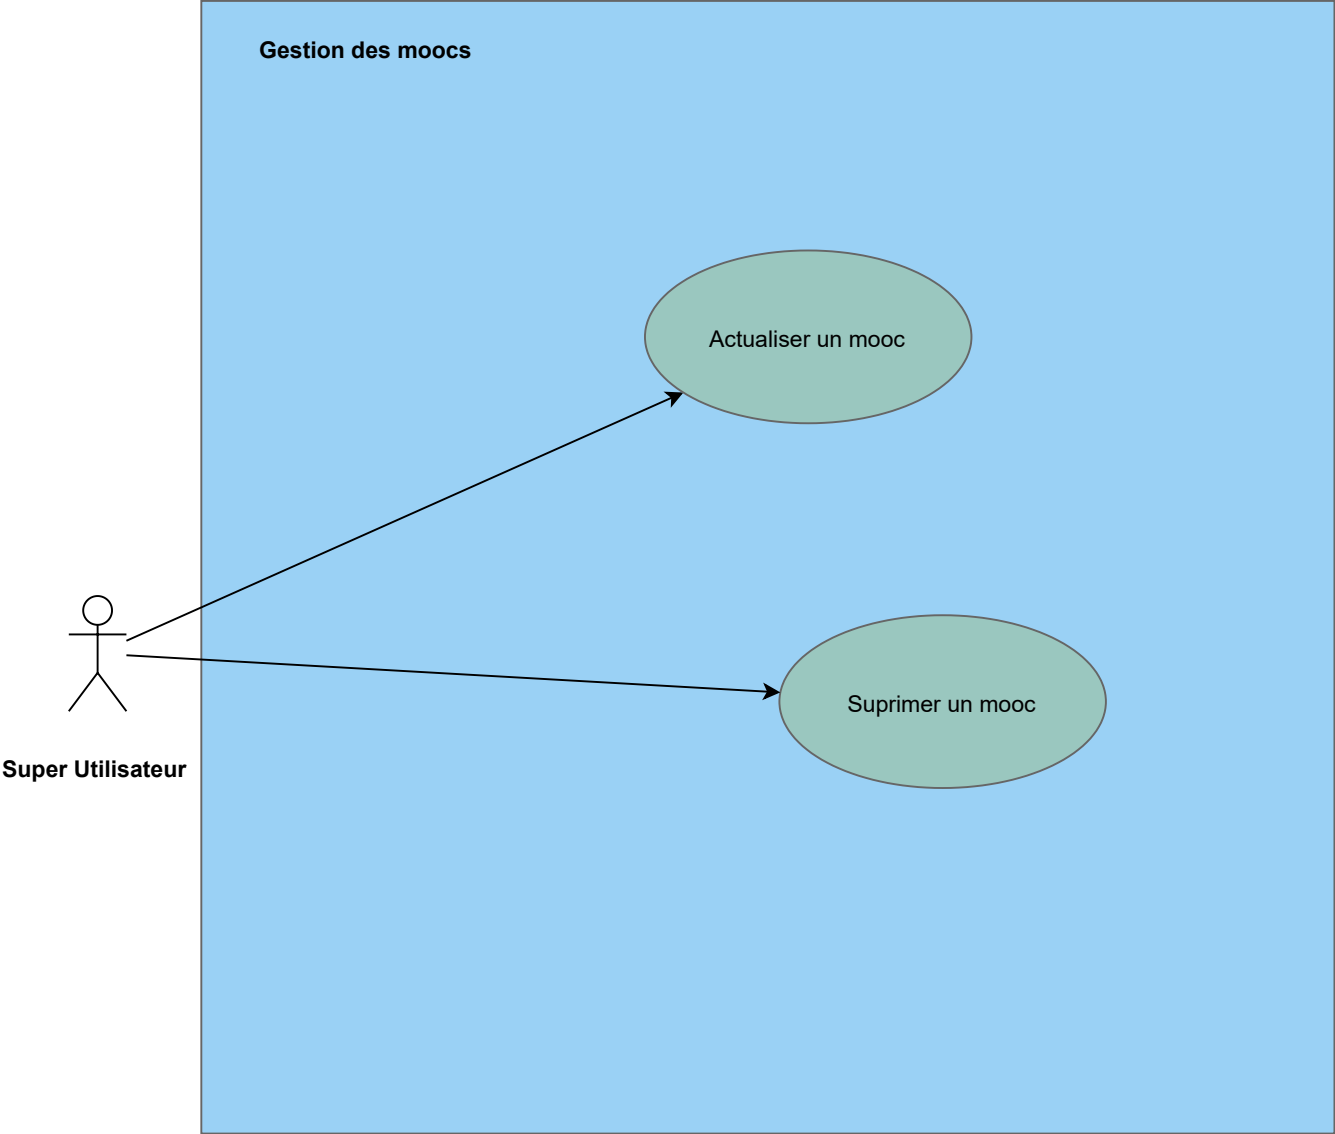 Gestion des moocs
Actualiser un mooc
Suprimer un mooc
Super Utilisateur